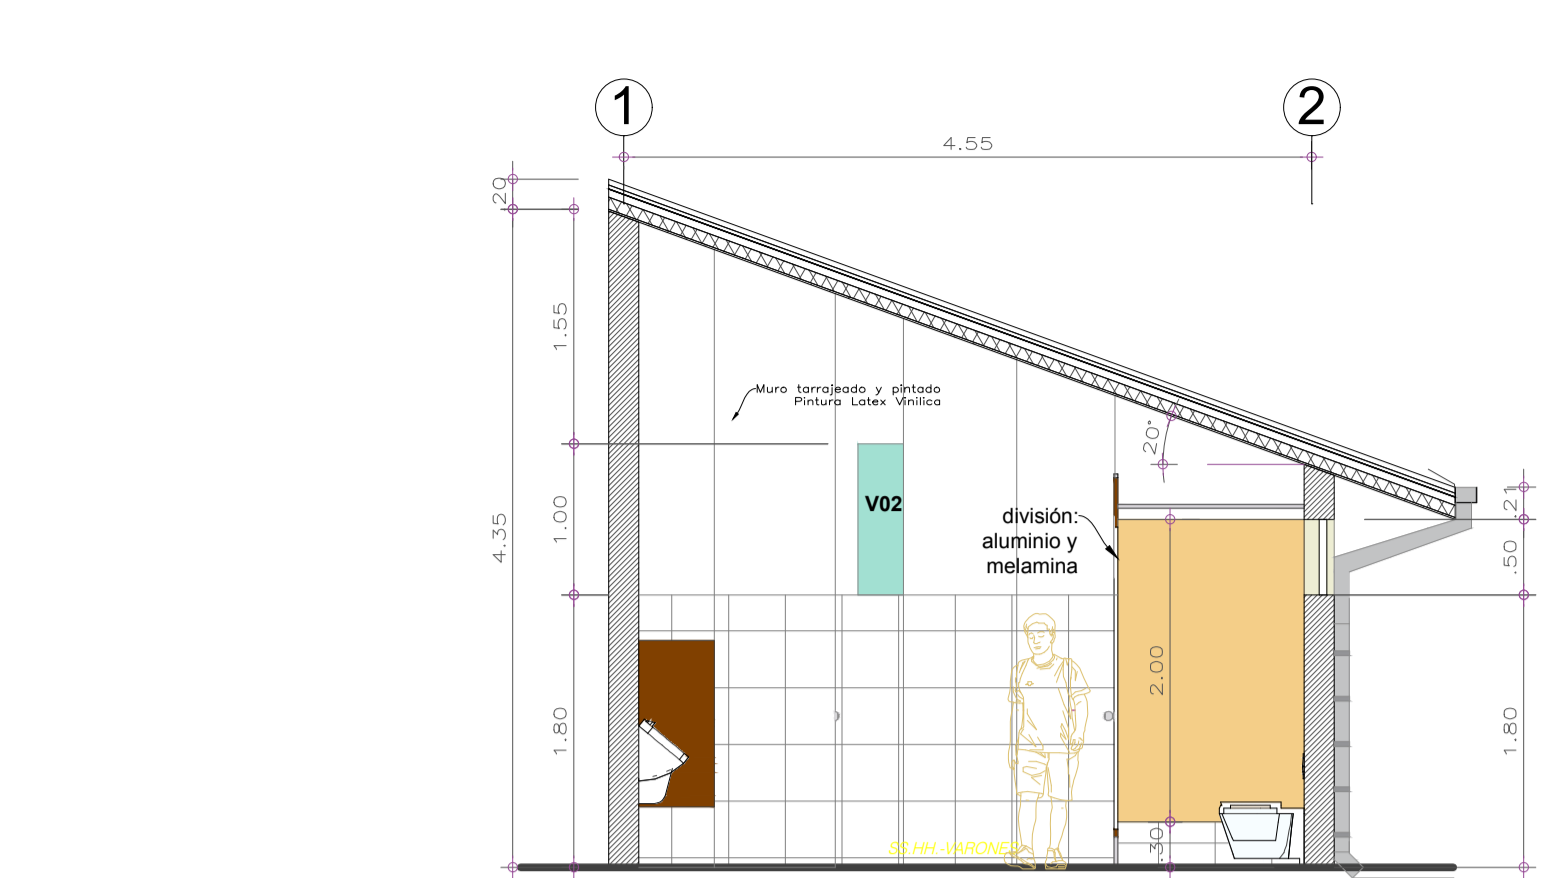 1
2
4.55
.20
1.55
Muro tarrajeado y pintado
Pintura Latex Vinilica
20°
V02
división:
aluminio y
melamina
.21
1.00
4.35
.50
2.00
1.80
1.80
.30
SS.HH.-VARONES